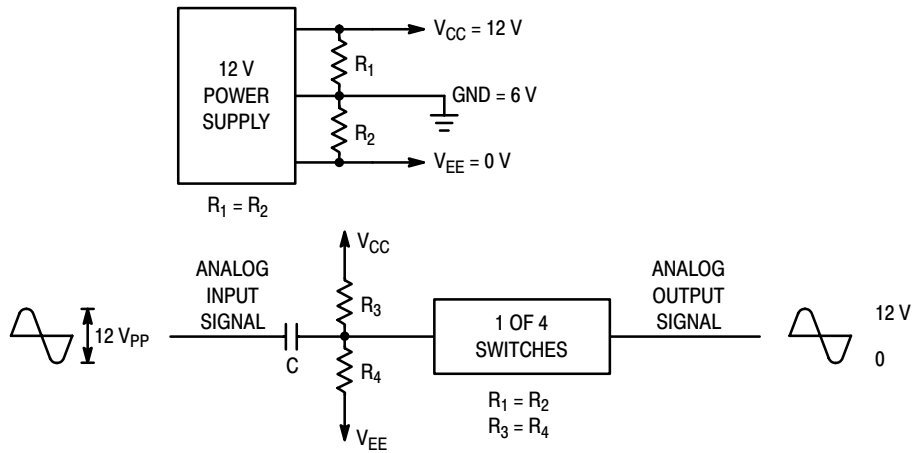 V_CC = 12 V
12 V
POWER
SUPPLY
R_1
GND = 6 V
R_2
V_EE = 0 V
R_1 = R_2
V_CC
ANALOG
INPUT
SIGNAL
ANALOG
OUTPUT
SIGNAL
R_3
12 V_PP
1 OF 4
SWITCHES
12 V
0
C
R_4
R_1 = R_2
R_3 = R_4
V_EE